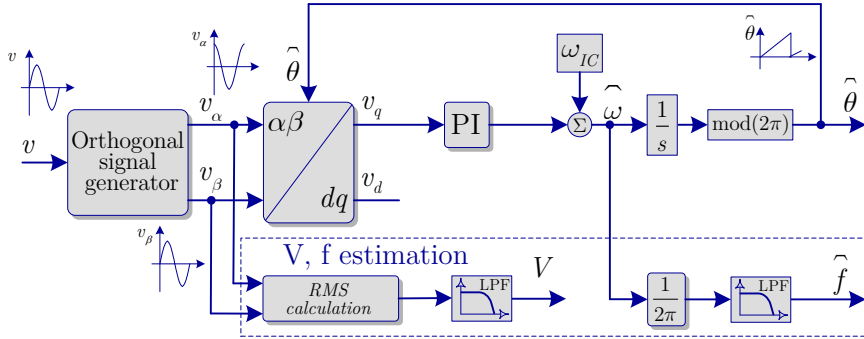 v
v_α
θ̂
ω_IC
θ̂
v
Orthogonal
signal
generator
v_α
αβ
dq
v_q
PI
Σ
ω̂
1
s
mod(2π)
θ̂
v_β
v_d
v_β
V, f estimation
RMS
calculation
LPF
V
1
2π
LPF
f̂